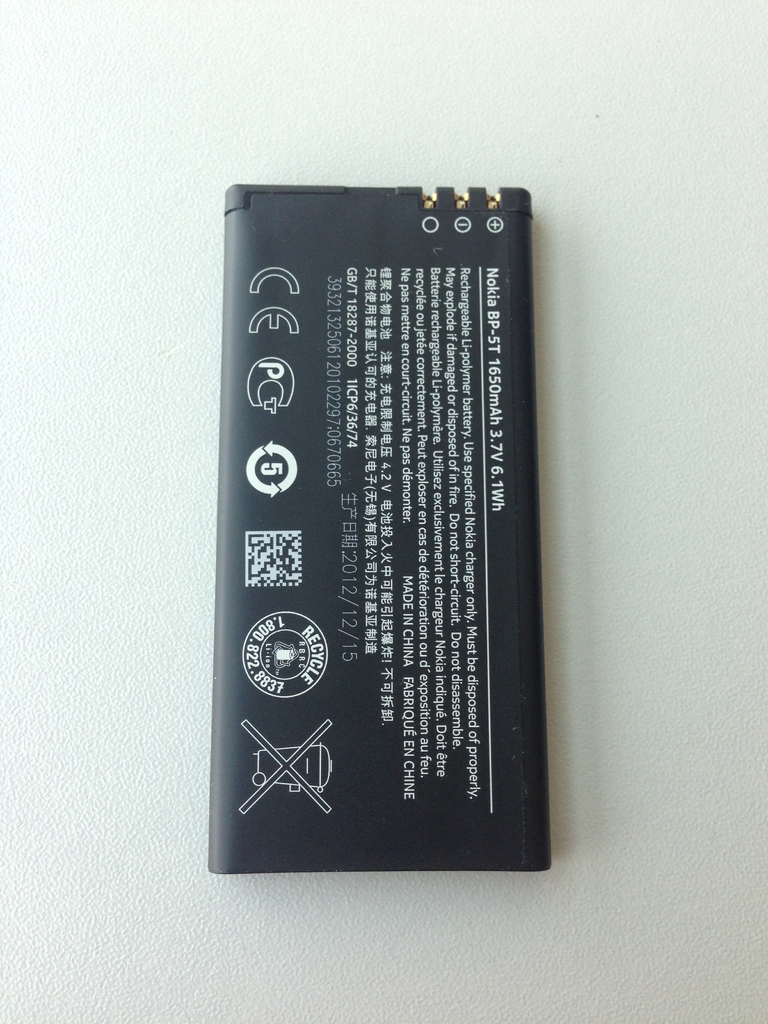 Nokia BP-5T 1650mAh 3.7V 6.1Wh
Rechargeable Li-polymer battery. Use specified Nokia charger only. Must be disposed of properly.
May explode if damaged or disposed of in fire. Do not short-circuit. Do not disassemble.
Batterie rechargeable Li-polymère. Utilisez exclusivement le chargeur Nokia indiqué. Doit être
recyclée ou jetée correctement. Peut exploser en cas de détérioration ou d'exposition au feu.
Ne pas mettre en court-circuit. Ne pas démonter. MADE IN CHINA FABRIQUÉ EN CHINE
锂聚合物电池 注意: 充电限制电压 4.2 V 电池投入火中可能引起爆炸! 不可拆卸.
只能使用诺基亚认可的充电器. 索尼电子(无锡)有限公司为诺基亚制造
GB/T 18287-2000 1ICP6/36/74
3932132506120102297;0670665 生产日期:2012/12/15
CE
PCT
5
RECYCLE
RBRC
Li-ion
1.800.822.8837